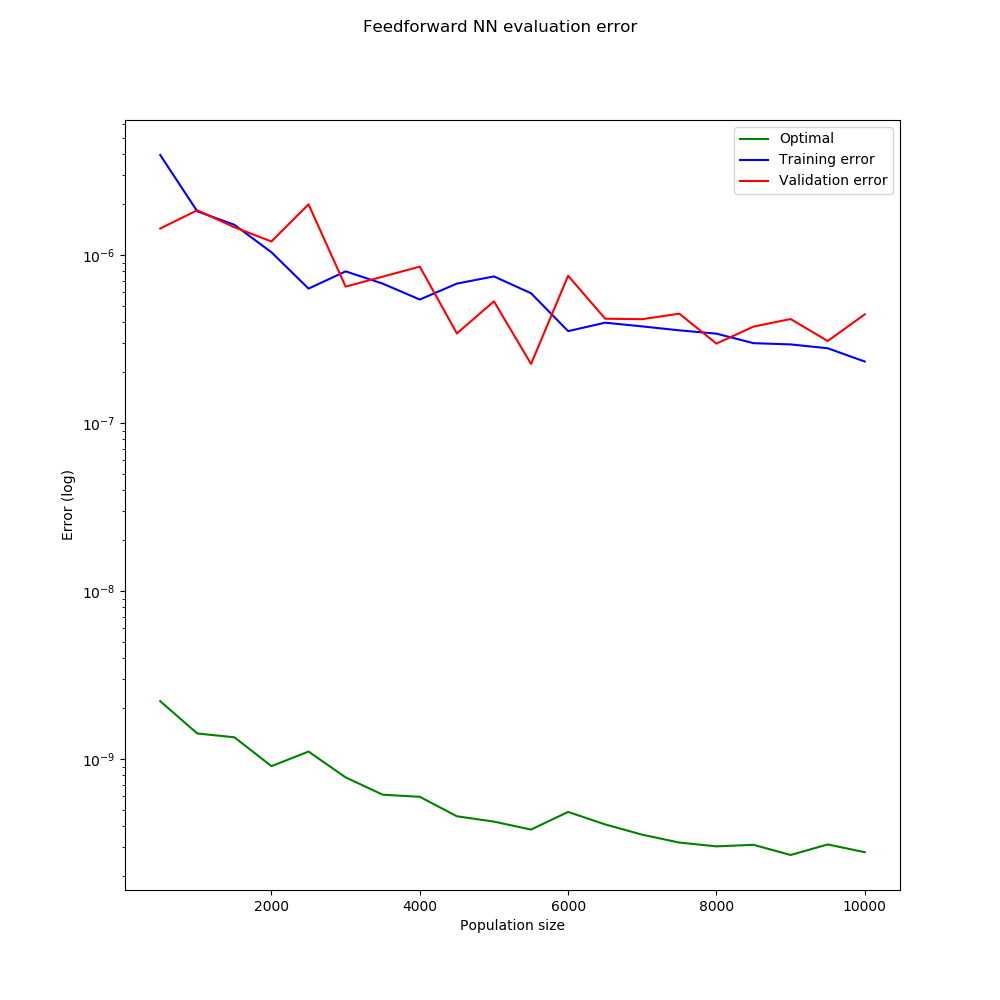 Feedforward NN evaluation error
Optimal
Training error
Validation error
10⁻⁶
10⁻⁷
10⁻⁸
10⁻⁹
Error (log)
2000
4000
6000
8000
10000
Population size